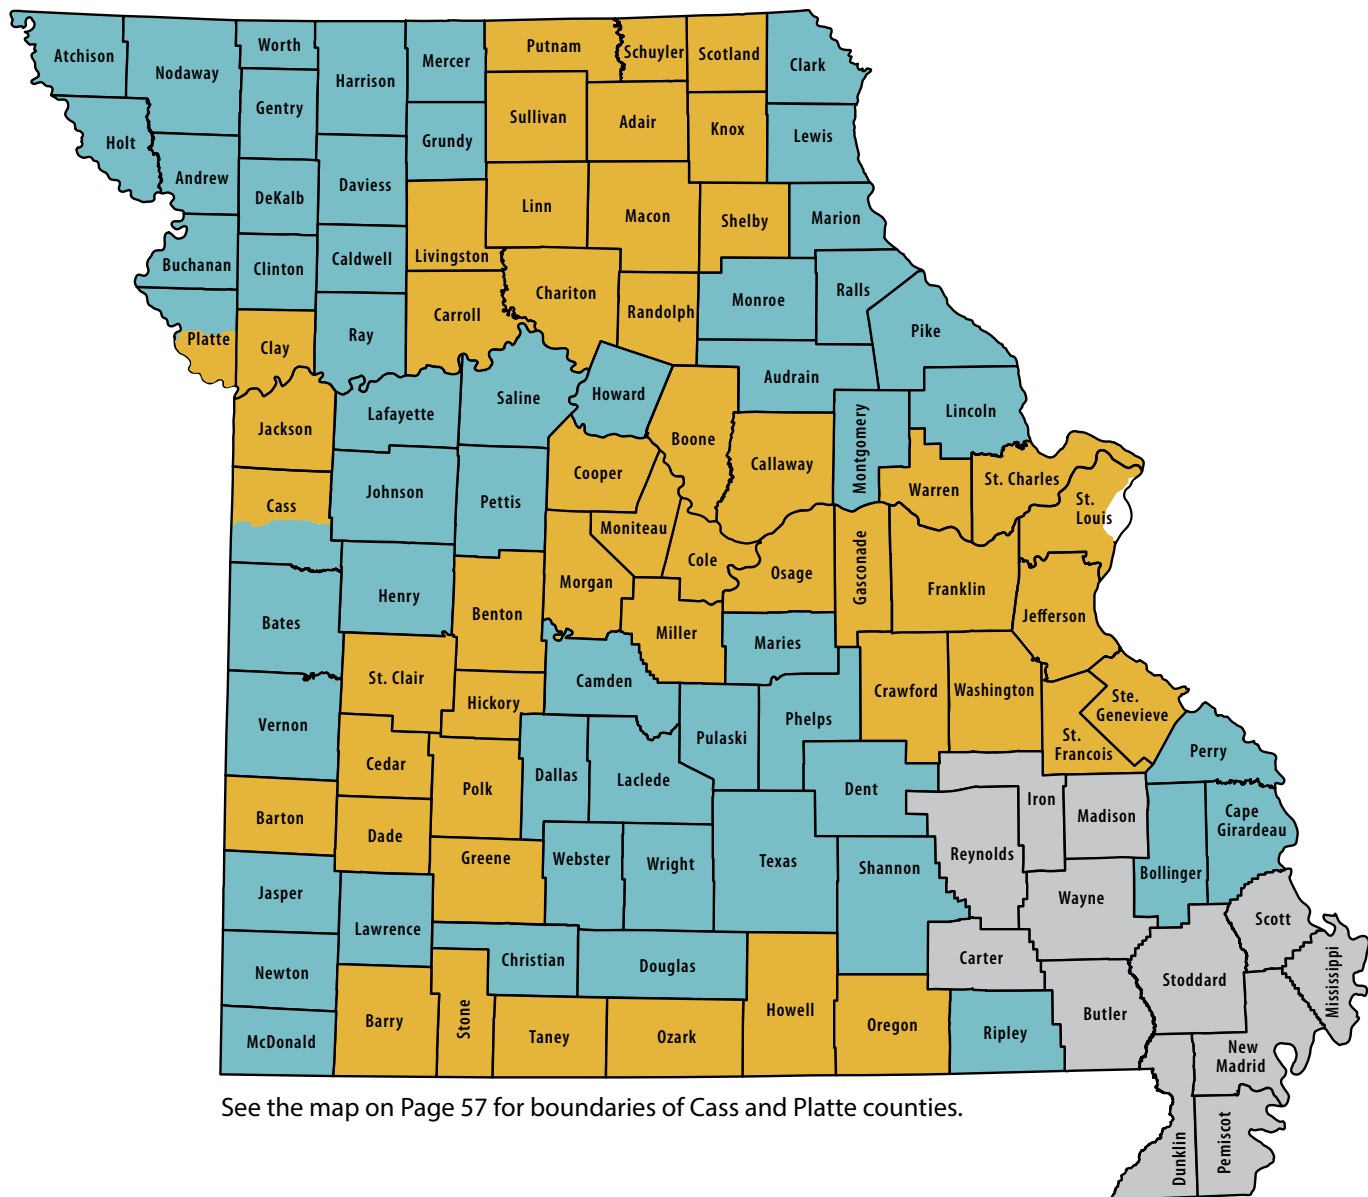 Atchison
Nodaway
Worth
Harrison
Mercer
Putnam
Schuyler
Scotland
Clark
Holt
Gentry
Grundy
Sullivan
Adair
Knox
Lewis
Andrew
DeKalb
Daviess
Livingston
Linn
Macon
Shelby
Marion
Buchanan
Clinton
Caldwell
Chariton
Randolph
Monroe
Ralls
Pike
Platte
Clay
Ray
Carroll
Audrain
Jackson
Lafayette
Saline
Howard
Boone
Callaway
Montgomery
Lincoln
Cass
Johnson
Pettis
Cooper
Moniteau
Warren
St. Charles
St.
Louis
Bates
Henry
Benton
Morgan
Cole
Osage
Gasconade
Franklin
Jefferson
Miller
Maries
St. Clair
Hickory
Camden
Pulaski
Phelps
Crawford
Washington
St.
Francois
Ste.
Genevieve
Perry
Vernon
Cedar
Polk
Dallas
Laclede
Dent
Iron
Madison
Cape
Girardeau
Barton
Dade
Greene
Webster
Wright
Texas
Shannon
Reynolds
Wayne
Bollinger
Scott
Jasper
Lawrence
Christian
Douglas
Carter
Stoddard
Mississippi
Newton
Barry
Stone
Taney
Ozark
Howell
Oregon
Ripley
Butler
McDonald
New
Madrid
Dunklin
Pemiscot
See the map on Page 57 for boundaries of Cass and Platte counties.